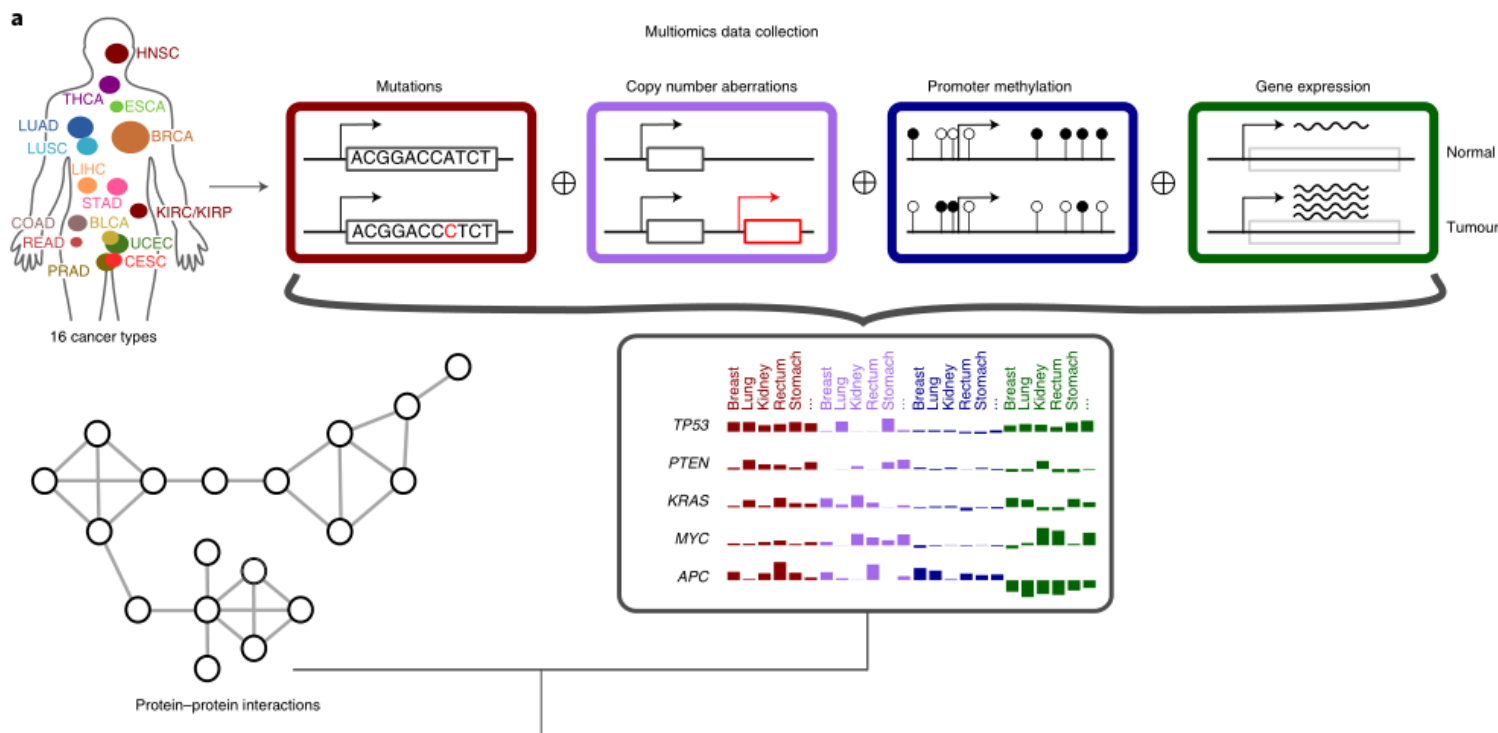 a
Multiomics data collection
HNSC
THCA
ESCA
LUAD
BRCA
LUSC
LIHC
STAD
KIRC/KIRP
COAD
BLCA
READ
UCEC
CESC
PRAD
16 cancer types
Mutations
ACGGACCATCT
ACGGACCCTCT
Copy number aberrations
Promoter methylation
Gene expression
Normal
Tumour
Breast
Lung
Kidney
Rectum
Stomach
...
Breast
Lung
Kidney
Rectum
Stomach
...
Breast
Lung
Kidney
Rectum
Stomach
...
Breast
Lung
Kidney
Rectum
Stomach
...
TP53
PTEN
KRAS
MYC
APC
Protein–protein interactions